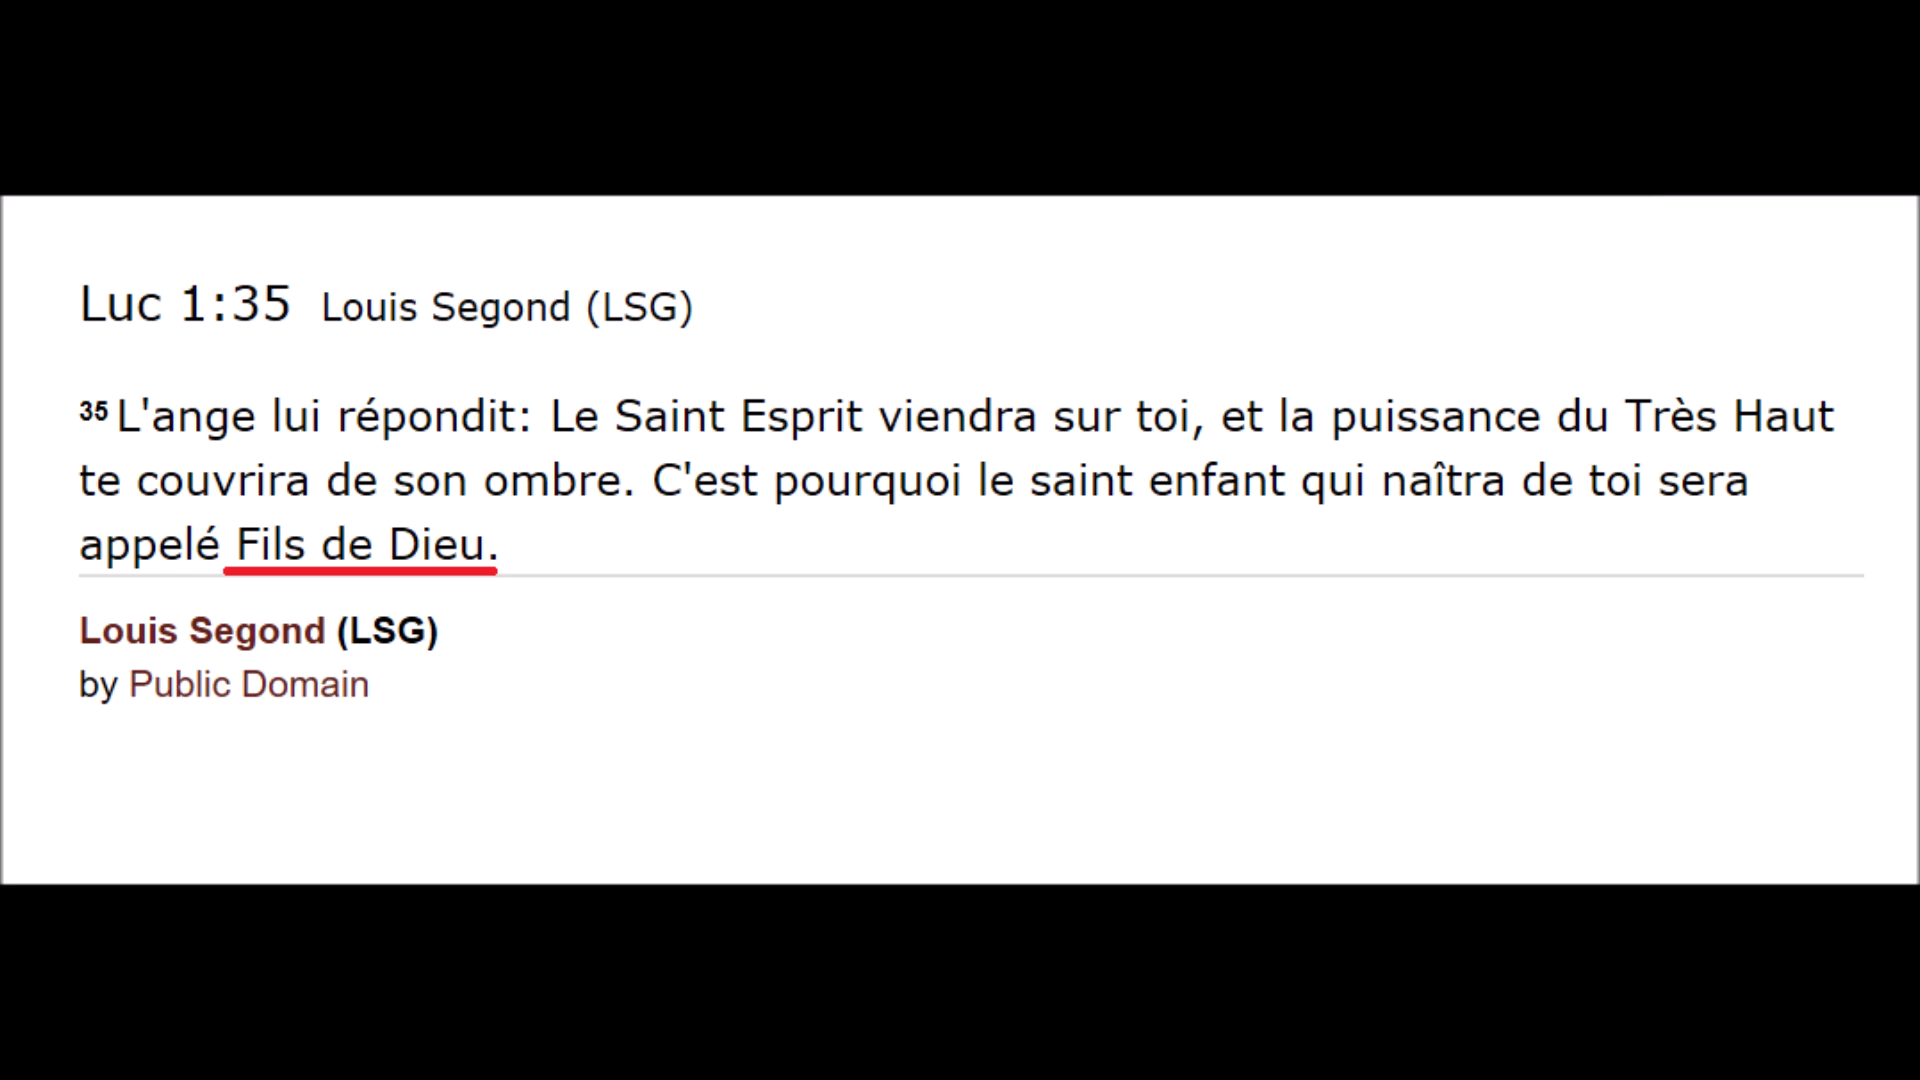 Luc 1:35 Louis Segond (LSG)
35 L'ange lui répondit: Le Saint Esprit viendra sur toi, et la puissance du Très Haut
te couvrira de son ombre. C'est pourquoi le saint enfant qui naîtra de toi sera
appelé Fils de Dieu.
Louis Segond (LSG)
by Public Domain